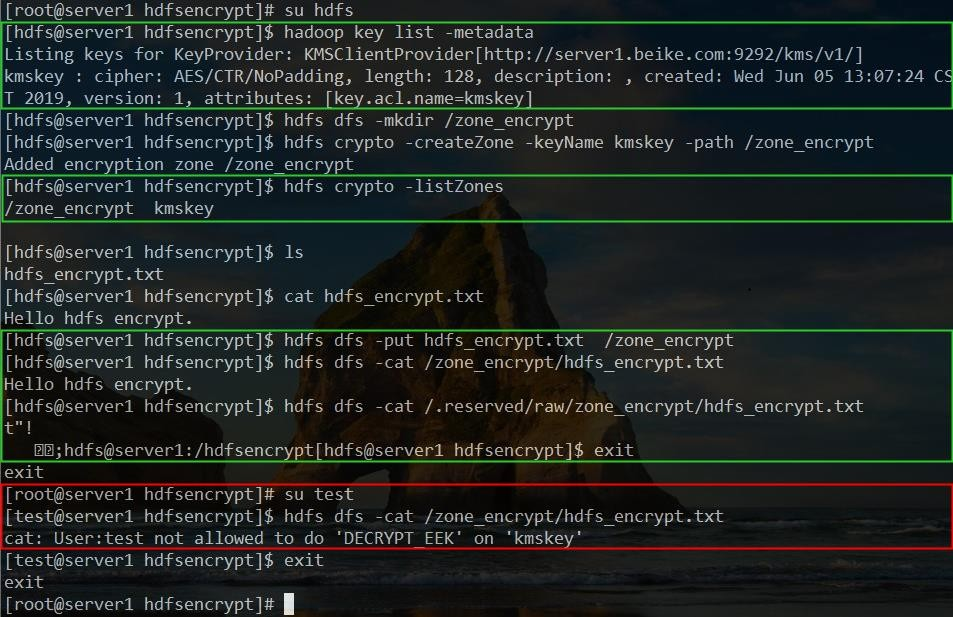 [root@server1 hdfsencrypt]# su hdfs
[hdfs@server1 hdfsencrypt]$ hadoop key list -metadata
Listing keys for KeyProvider: KMSClientProvider[http://server1.beike.com:9292/kms/v1/]
kmskey : cipher: AES/CTR/NoPadding, length: 128, description: , created: Wed Jun 05 13:07:24 CS
T 2019, version: 1, attributes: [key.acl.name=kmskey]
[hdfs@server1 hdfsencrypt]$ hdfs dfs -mkdir /zone_encrypt
[hdfs@server1 hdfsencrypt]$ hdfs crypto -createZone -keyName kmskey -path /zone_encrypt
Added encryption zone /zone_encrypt
[hdfs@server1 hdfsencrypt]$ hdfs crypto -listZones
/zone_encrypt  kmskey
[hdfs@server1 hdfsencrypt]$ ls
hdfs_encrypt.txt
[hdfs@server1 hdfsencrypt]$ cat hdfs_encrypt.txt
Hello hdfs encrypt.
[hdfs@server1 hdfsencrypt]$ hdfs dfs -put hdfs_encrypt.txt  /zone_encrypt
[hdfs@server1 hdfsencrypt]$ hdfs dfs -cat /zone_encrypt/hdfs_encrypt.txt
Hello hdfs encrypt.
[hdfs@server1 hdfsencrypt]$ hdfs dfs -cat /.reserved/raw/zone_encrypt/hdfs_encrypt.txt
t"!
;hdfs@server1:/hdfsencrypt[hdfs@server1 hdfsencrypt]$ exit
exit
[root@server1 hdfsencrypt]# su test
[test@server1 hdfsencrypt]$ hdfs dfs -cat /zone_encrypt/hdfs_encrypt.txt
cat: User:test not allowed to do 'DECRYPT_EEK' on 'kmskey'
[test@server1 hdfsencrypt]$ exit
exit
[root@server1 hdfsencrypt]#